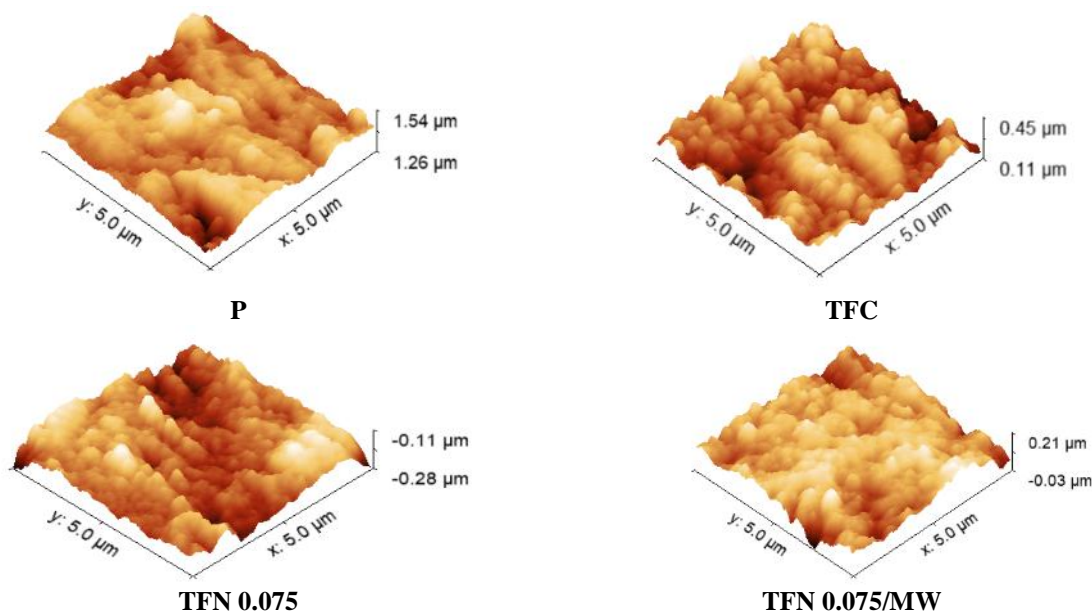 1.54 µm
1.26 µm
y: 5.0 µm
x: 5.0 µm
P
0.45 µm
0.11 µm
y: 5.0 µm
x: 5.0 µm
TFC
-0.11 µm
-0.28 µm
y: 5.0 µm
x: 5.0 µm
TFN 0.075
0.21 µm
-0.03 µm
y: 5.0 µm
x: 5.0 µm
TFN 0.075/MW